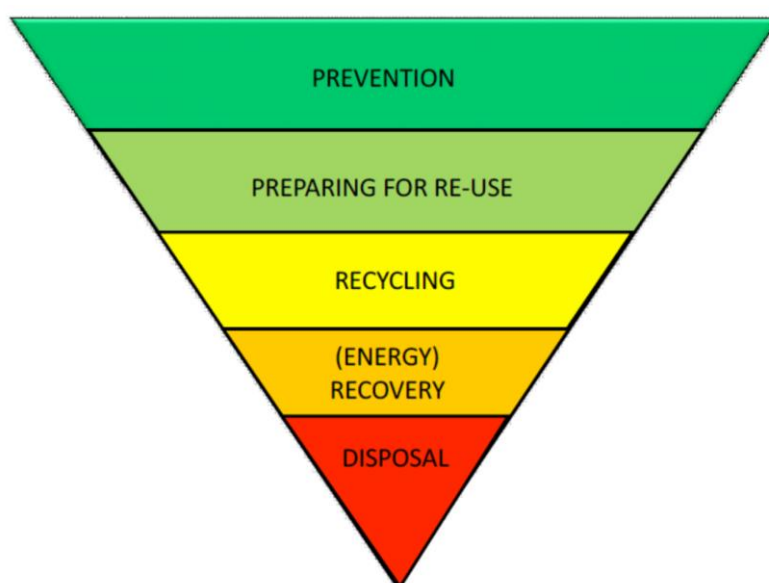 PREVENTION
PREPARING FOR RE-USE
RECYCLING
(ENERGY)
RECOVERY
DISPOSAL